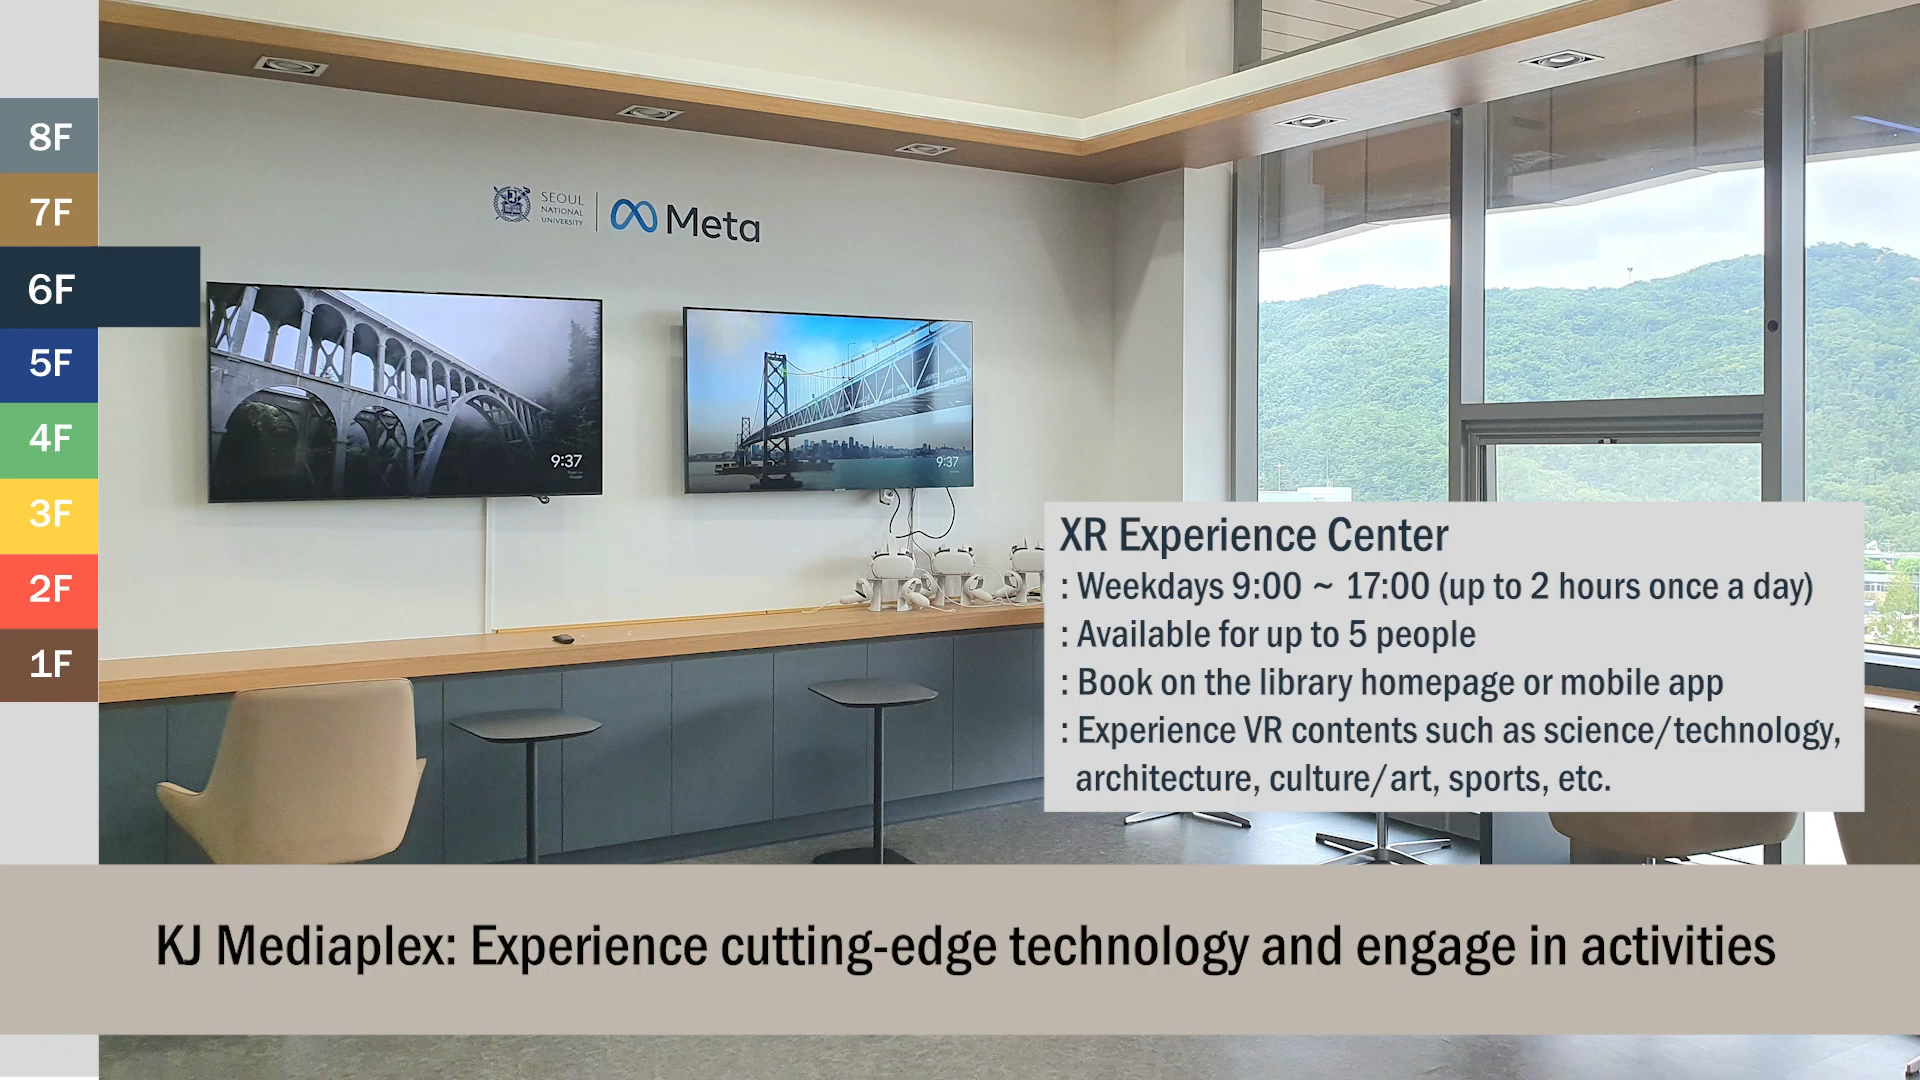 8F
7F
6F
5F
4F
3F
2F
1F
SEOUL
NATIONAL
UNIVERSITY
Meta
9:37
9:37
XR Experience Center
: Weekdays 9:00 ~ 17:00 (up to 2 hours once a day)
: Available for up to 5 people
: Book on the library homepage or mobile app
: Experience VR contents such as science/technology,
architecture, culture/art, sports, etc.
KJ Mediaplex: Experience cutting-edge technology and engage in activities